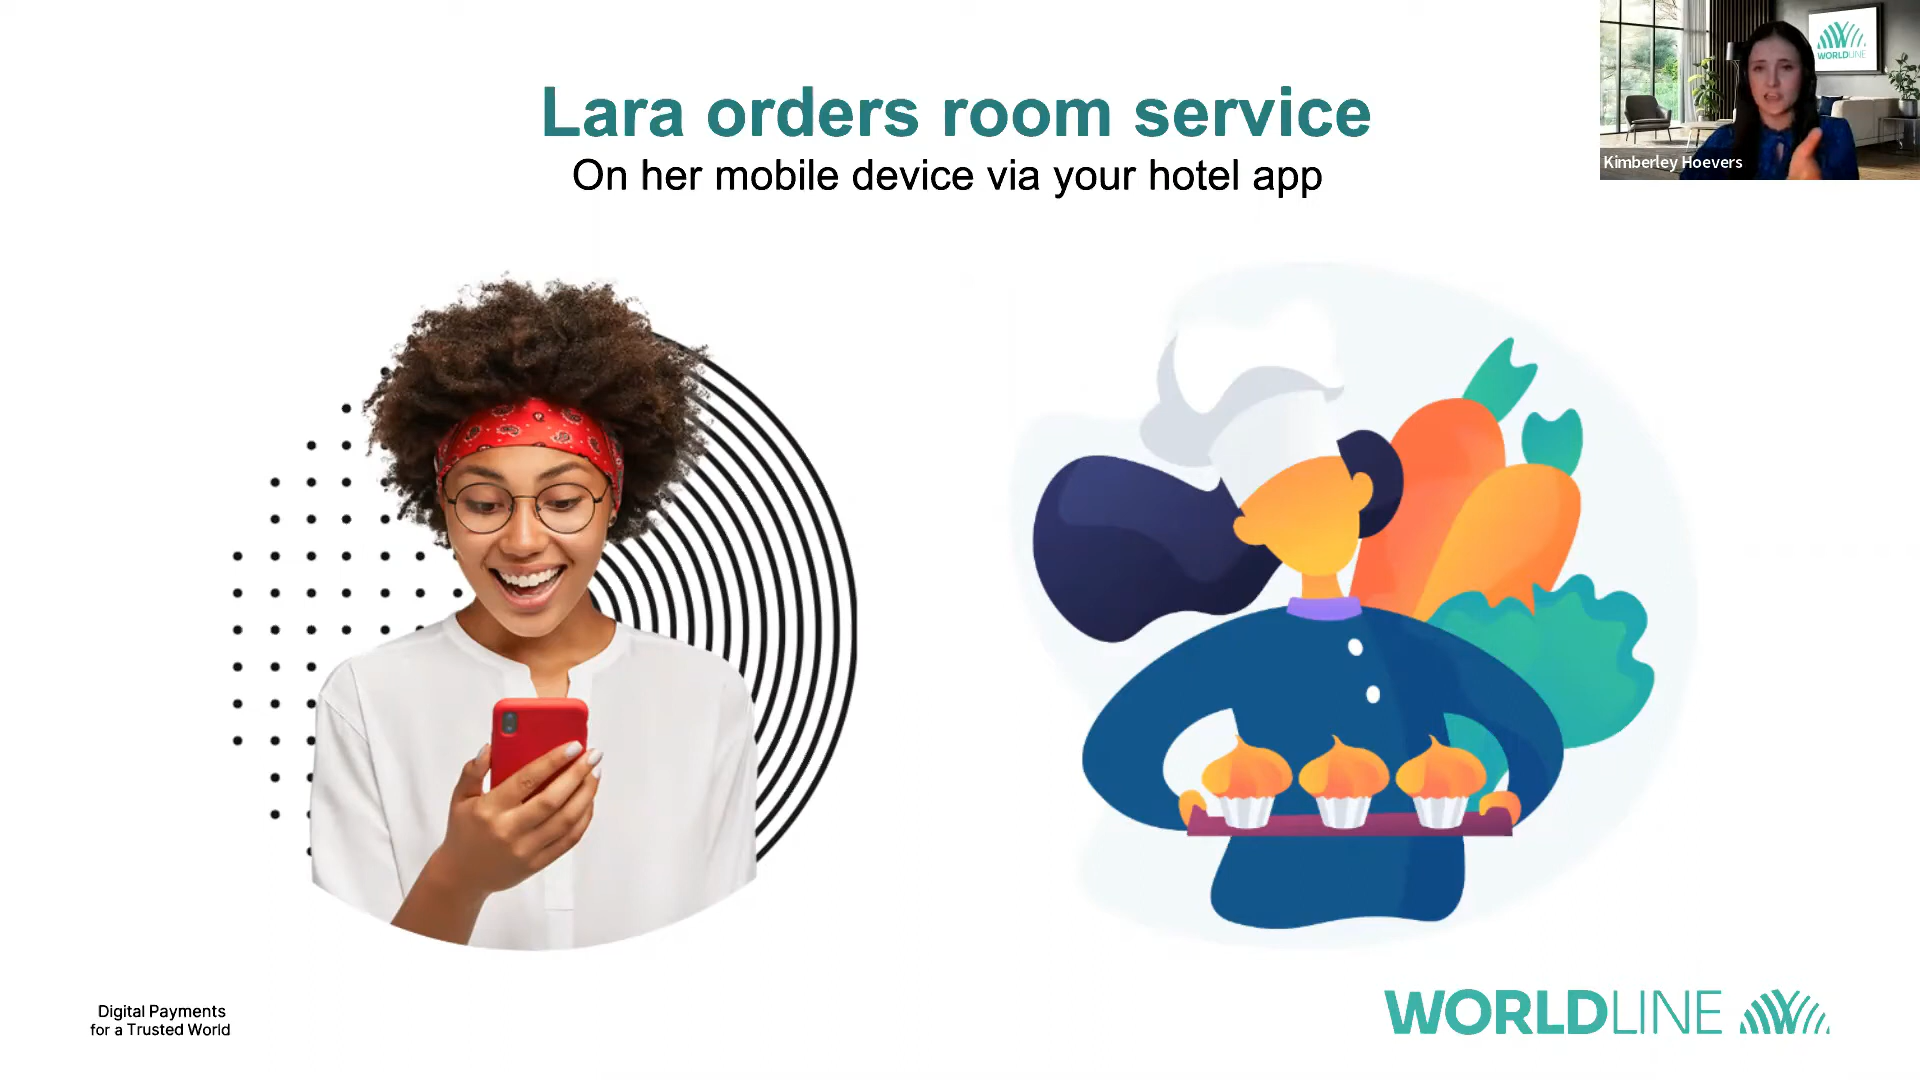 Lara orders room service
On her mobile device via your hotel app
WORLDLINE
Kimberley Hoevers
Digital Payments
for a Trusted World
WORLDLINE